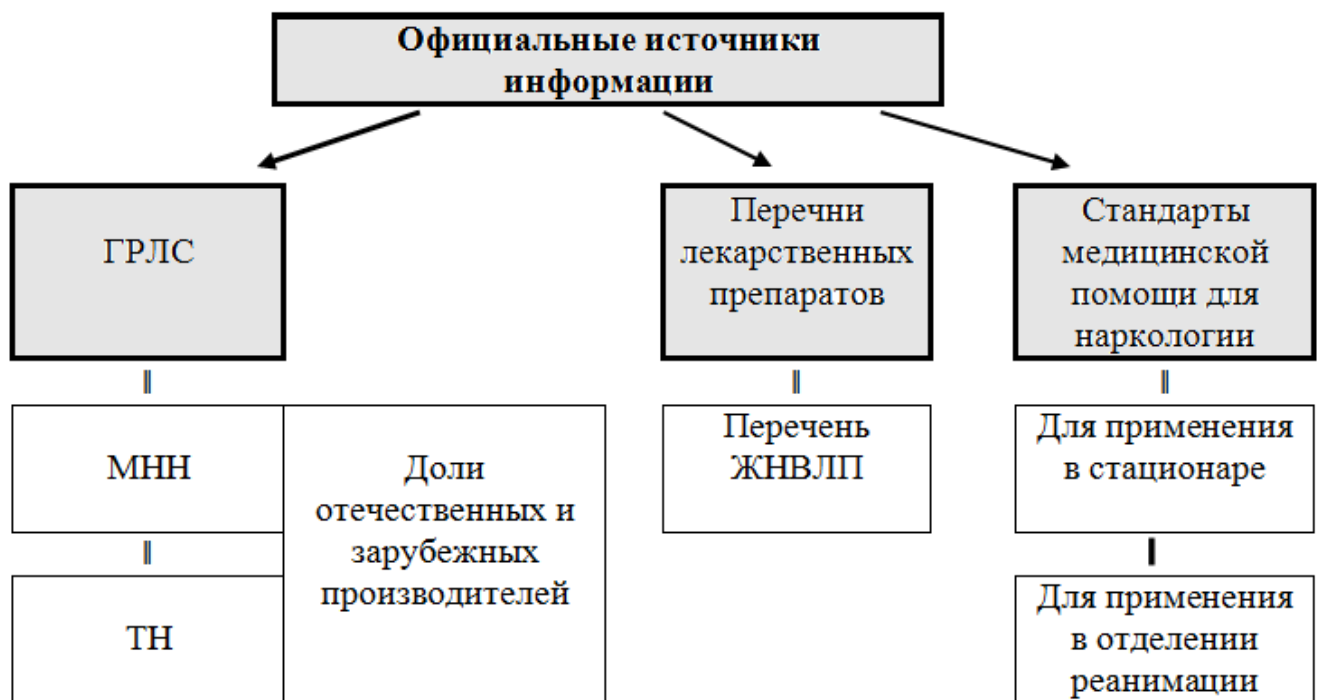 Официальные источники
информации
ГРЛС
Перечни
лекарственных
препаратов
Стандарты
медицинской
помощи для
наркологии
МНН
Доли
отечественных и
зарубежных
производителей
Перечень
ЖНВЛП
Для применения
в стационаре
ТН
Для применения
в отделении
реанимации